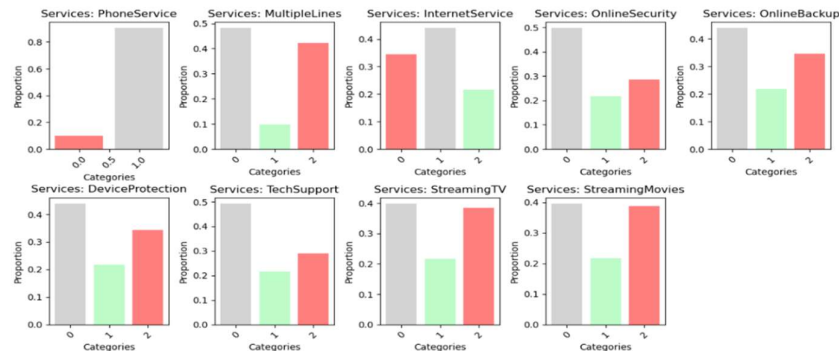 Services: PhoneService
Proportion
0.8
0.6
0.4
0.2
0.0
0.0 0.5 1.0
Categories
Services: MultipleLines
Proportion
0.5
0.4
0.3
0.2
0.1
0.0
0 1 2
Categories
Services: InternetService
Proportion
0.4
0.3
0.2
0.1
0.0
0 1 2
Categories
Services: OnlineSecurity
Proportion
0.5
0.4
0.3
0.2
0.1
0.0
0 1 2
Categories
Services: OnlineBackup
Proportion
0.4
0.3
0.2
0.1
0.0
0 1 2
Categories
Services: DeviceProtection
Proportion
0.4
0.3
0.2
0.1
0.0
0 1 2
Categories
Services: TechSupport
Proportion
0.5
0.4
0.3
0.2
0.1
0.0
0 1 2
Categories
Services: StreamingTV
Proportion
0.4
0.3
0.2
0.1
0.0
0 1 2
Categories
Services: StreamingMovies
Proportion
0.4
0.3
0.2
0.1
0.0
0 1 2
Categories